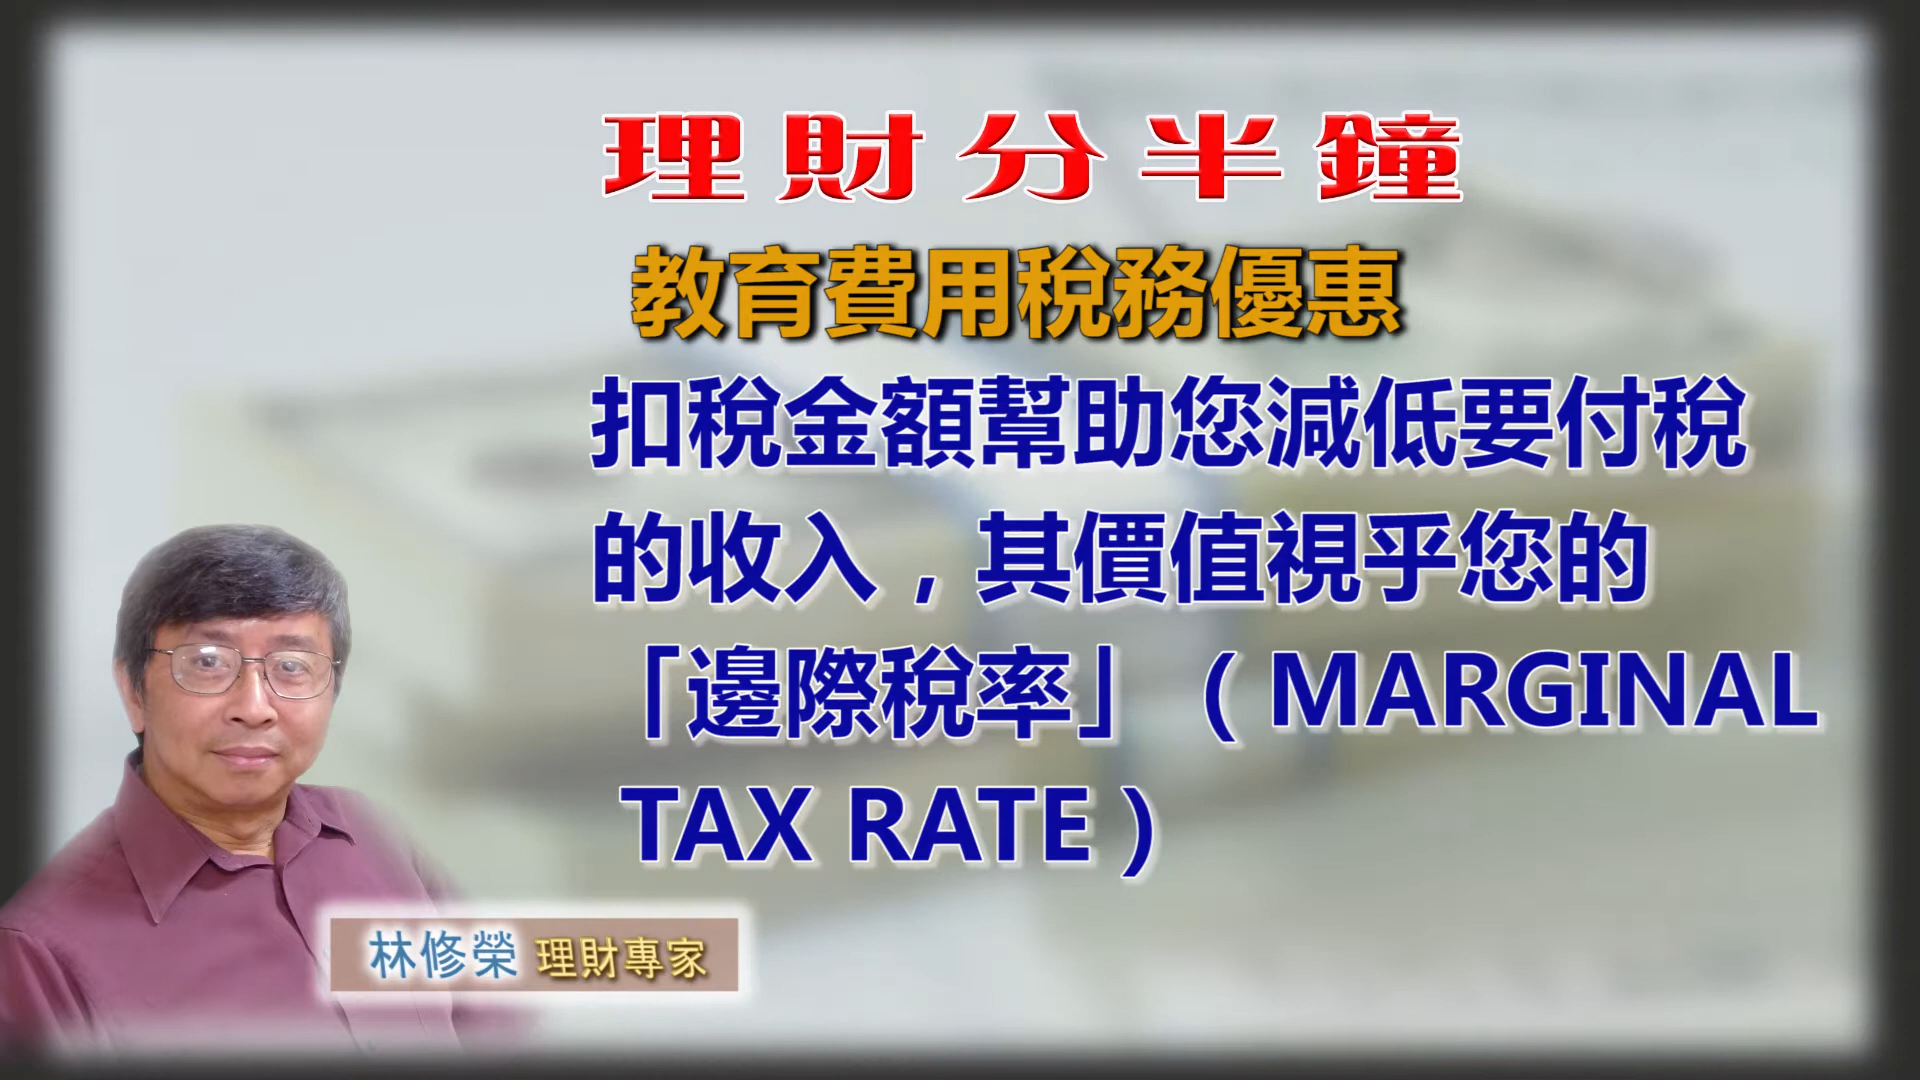 理財分半鐘
教育費用稅務優惠
扣稅金額幫助您減低要付稅
的收入，其價值視乎您的
「邊際稅率」（MARGINAL
TAX RATE）
林修榮 理財專家